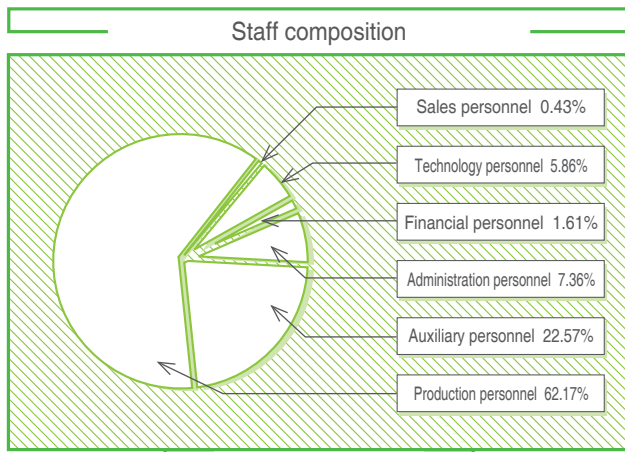 Staff composition
Sales personnel 0.43%
Technology personnel 5.86%
Financial personnel 1.61%
Administration personnel 7.36%
Auxiliary personnel 22.57%
Production personnel 62.17%